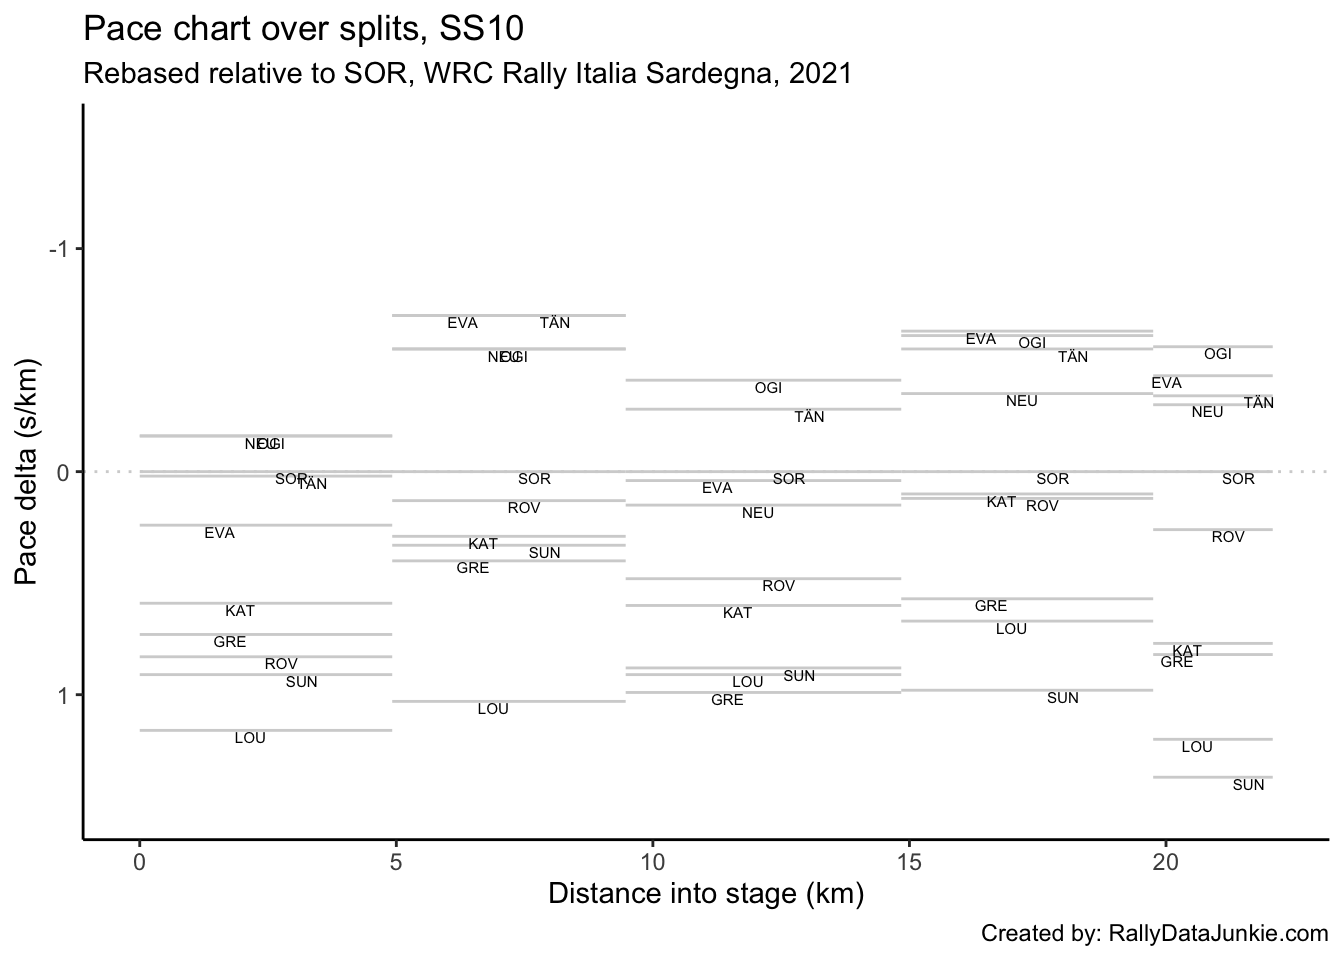 Pace chart over splits, SS10
Rebased relative to SOR, WRC Rally Italia Sardegna, 2021
Pace delta (s/km)
-1
0
1
EVA TÄN
NEU OGI
NEU OGI
SOR
TÄN
EVA
KAT
GRE
ROV
SUN
LOU
SOR
ROV
KAT
SUN
GRE
LOU
OGI
TÄN
SOR
EVA
NEU
ROV
KAT
SUN
LOU
GRE
EVA
OGI
TÄN
NEU
SOR
KAT
ROV
GRE
LOU
SUN
OGI
EVA
TÄN
NEU
SOR
ROV
KAT
GRE
LOU
SUN
0 5 10 15 20
Distance into stage (km)
Created by: RallyDataJunkie.com